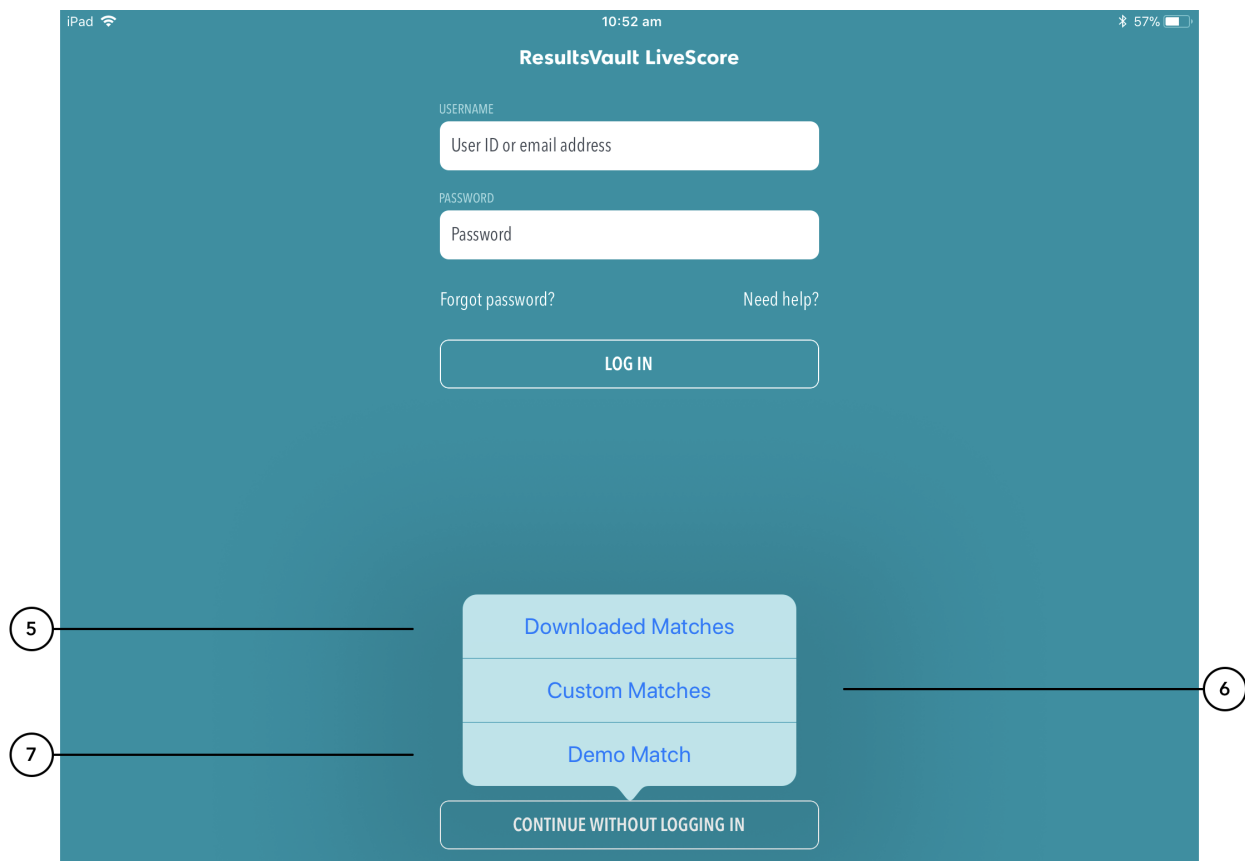 iPad 10:52 am 57%
ResultsVault LiveScore
USERNAME
User ID or email address
PASSWORD
Password
Forgot password? Need help?
LOG IN
5 Downloaded Matches
Custom Matches 6
7 Demo Match
CONTINUE WITHOUT LOGGING IN